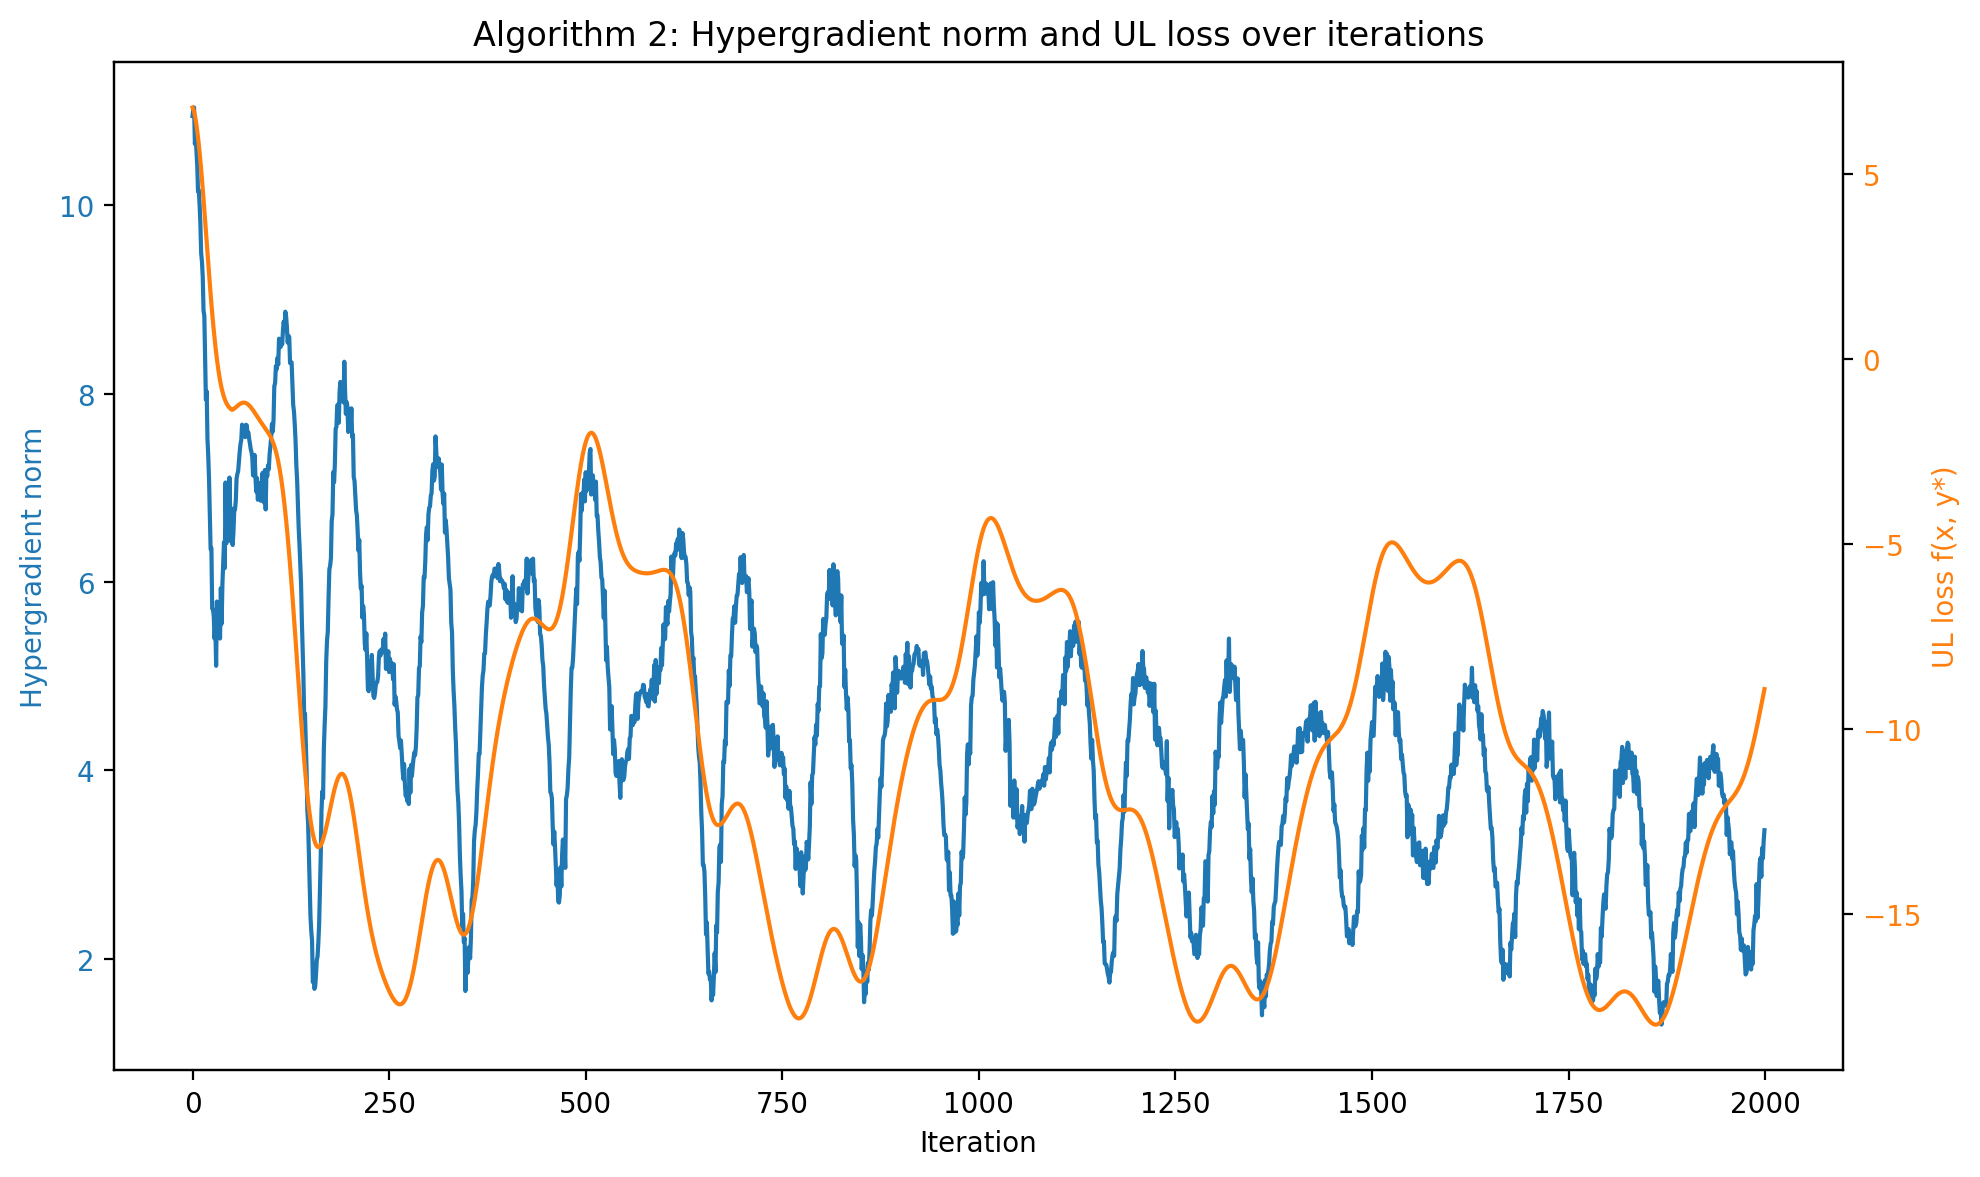 Algorithm 2: Hypergradient norm and UL loss over iterations
Hypergradient norm
10
8
6
4
2
5
0
−5
−10
−15
UL loss f(x, y*)
0 250 500 750 1000 1250 1500 1750 2000
Iteration